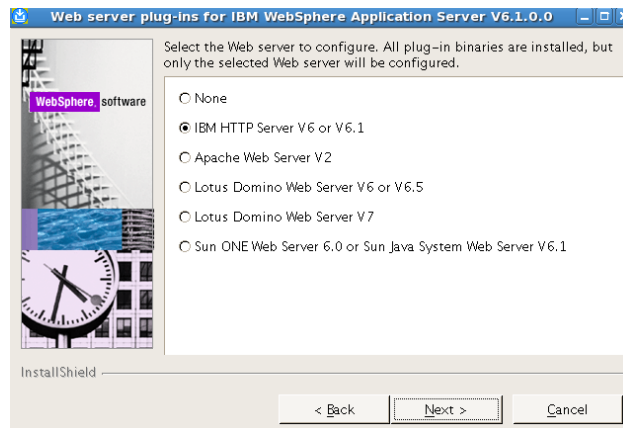 Web server plug-ins for IBM WebSphere Application Server V6.1.0.0
Select the Web server to configure. All plug-in binaries are installed, but
only the selected Web server will be configured.
WebSphere. software
None
IBM HTTP Server V6 or V6.1
Apache Web Server V2
Lotus Domino Web Server V6 or V6.5
Lotus Domino Web Server V7
Sun ONE Web Server 6.0 or Sun Java System Web Server V6.1
InstallShield
< Back
Next >
Cancel